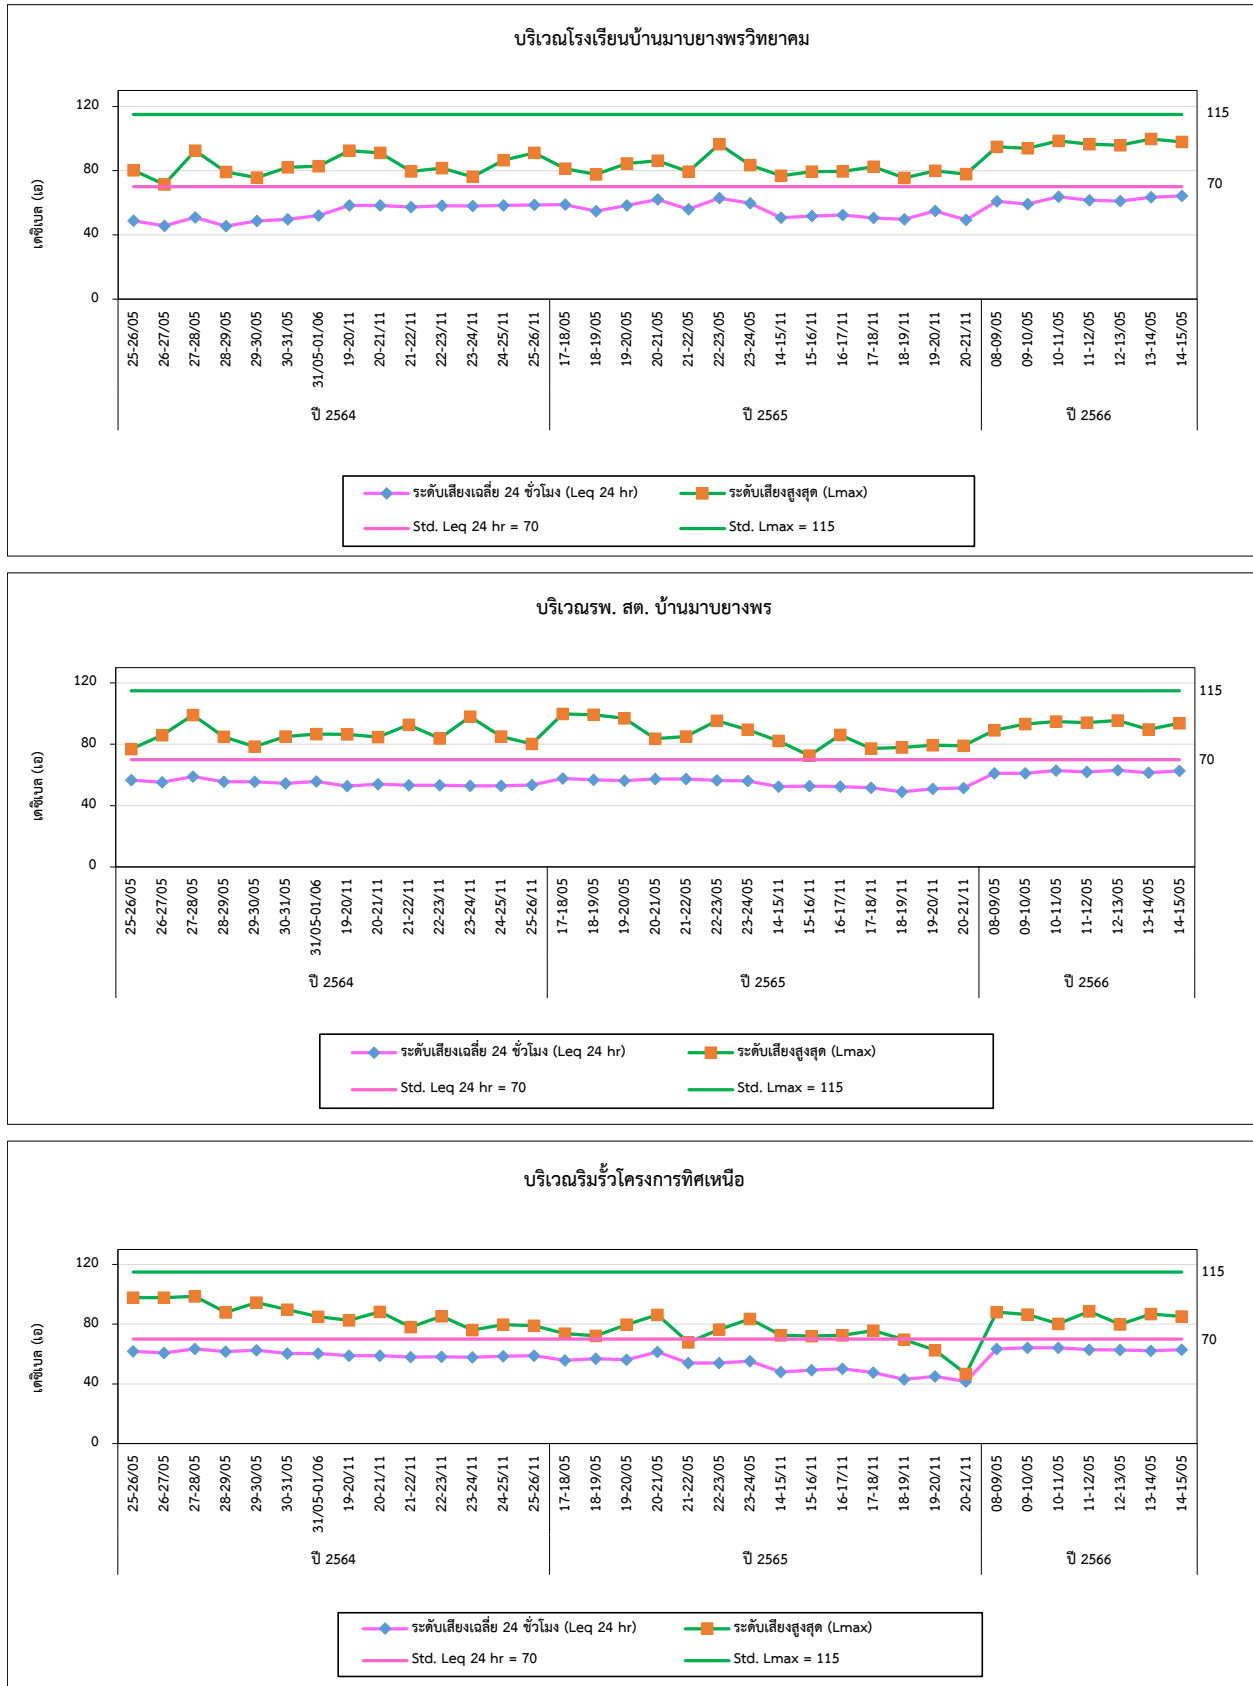 บริเวณโรงเรียนบ้านมาบยางพรวิทยาคม
120
115
80
70
40
0
เดซิเบล (เอ)
25-26/05 26-27/05 27-28/05 28-29/05 29-30/05 30-31/05 31/05-01/06 19-20/11 20-21/11 21-22/11 22-23/11 23-24/11 24-25/11 25-26/11 17-18/05 18-19/05 19-20/05 20-21/05 21-22/05 22-23/05 23-24/05 14-15/11 15-16/11 16-17/11 17-18/11 18-19/11 19-20/11 20-21/11 08-09/05 09-10/05 10-11/05 11-12/05 12-13/05 13-14/05 14-15/05
ปี 2564 ปี 2565 ปี 2566
ระดับเสียงเฉลี่ย 24 ชั่วโมง (Leq 24 hr) ระดับเสียงสูงสุด (Lmax)
Std. Leq 24 hr = 70 Std. Lmax = 115
บริเวณรพ. สต. บ้านมาบยางพร
120
115
80
70
40
0
เดซิเบล (เอ)
25-26/05 26-27/05 27-28/05 28-29/05 29-30/05 30-31/05 31/05-01/06 19-20/11 20-21/11 21-22/11 22-23/11 23-24/11 24-25/11 25-26/11 17-18/05 18-19/05 19-20/05 20-21/05 21-22/05 22-23/05 23-24/05 14-15/11 15-16/11 16-17/11 17-18/11 18-19/11 19-20/11 20-21/11 08-09/05 09-10/05 10-11/05 11-12/05 12-13/05 13-14/05 14-15/05
ปี 2564 ปี 2565 ปี 2566
ระดับเสียงเฉลี่ย 24 ชั่วโมง (Leq 24 hr) ระดับเสียงสูงสุด (Lmax)
Std. Leq 24 hr = 70 Std. Lmax = 115
บริเวณริมรั้วโครงการทิศเหนือ
120
115
80
70
40
0
เดซิเบล (เอ)
25-26/05 26-27/05 27-28/05 28-29/05 29-30/05 30-31/05 31/05-01/06 19-20/11 20-21/11 21-22/11 22-23/11 23-24/11 24-25/11 25-26/11 17-18/05 18-19/05 19-20/05 20-21/05 21-22/05 22-23/05 23-24/05 14-15/11 15-16/11 16-17/11 17-18/11 18-19/11 19-20/11 20-21/11 08-09/05 09-10/05 10-11/05 11-12/05 12-13/05 13-14/05 14-15/05
ปี 2564 ปี 2565 ปี 2566
ระดับเสียงเฉลี่ย 24 ชั่วโมง (Leq 24 hr) ระดับเสียงสูงสุด (Lmax)
Std. Leq 24 hr = 70 Std. Lmax = 115